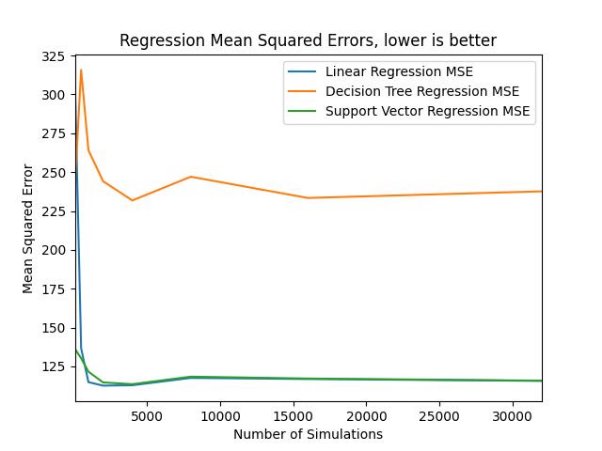 Regression Mean Squared Errors, lower is better
325
300
275
250
225
200
175
150
125
Mean Squared Error
Linear Regression MSE
Decision Tree Regression MSE
Support Vector Regression MSE
5000 10000 15000 20000 25000 30000
Number of Simulations